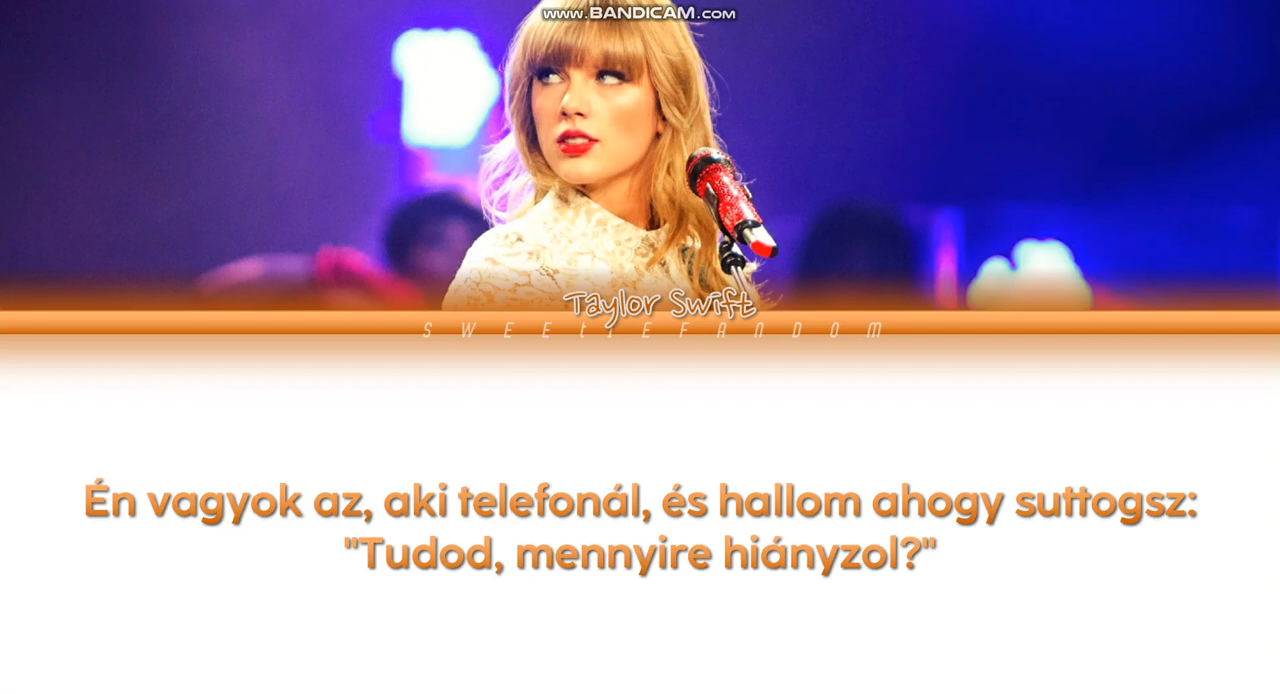 www.BANDICAM.com
Taylor Swift
SWEEtIEFANDOM
Én vagyok az, aki telefonál, és hallom ahogy suttogsz:
"Tudod, mennyire hiányzol?"